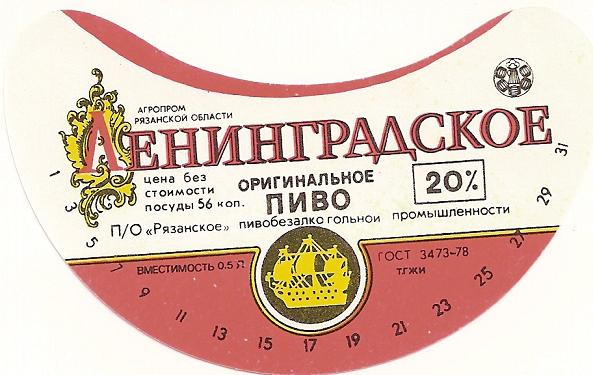 АГРОПРОМ
РЯЗАНСКОЙ ОБЛАСТИ
ЛЕНИНГРАДСКОЕ
цена без
стоимости
посуды 56 коп.
ОРИГИНАЛЬНОЕ
ПИВО
20%
П/О «Рязанское» пивобезалкогольной промышленности
ВМЕСТИМОСТЬ 0.5 Л
ГОСТ 3473-78
ТГЖИ
1 3 5 7 9 11 13 15 17 19 21 23 25 27 29 31